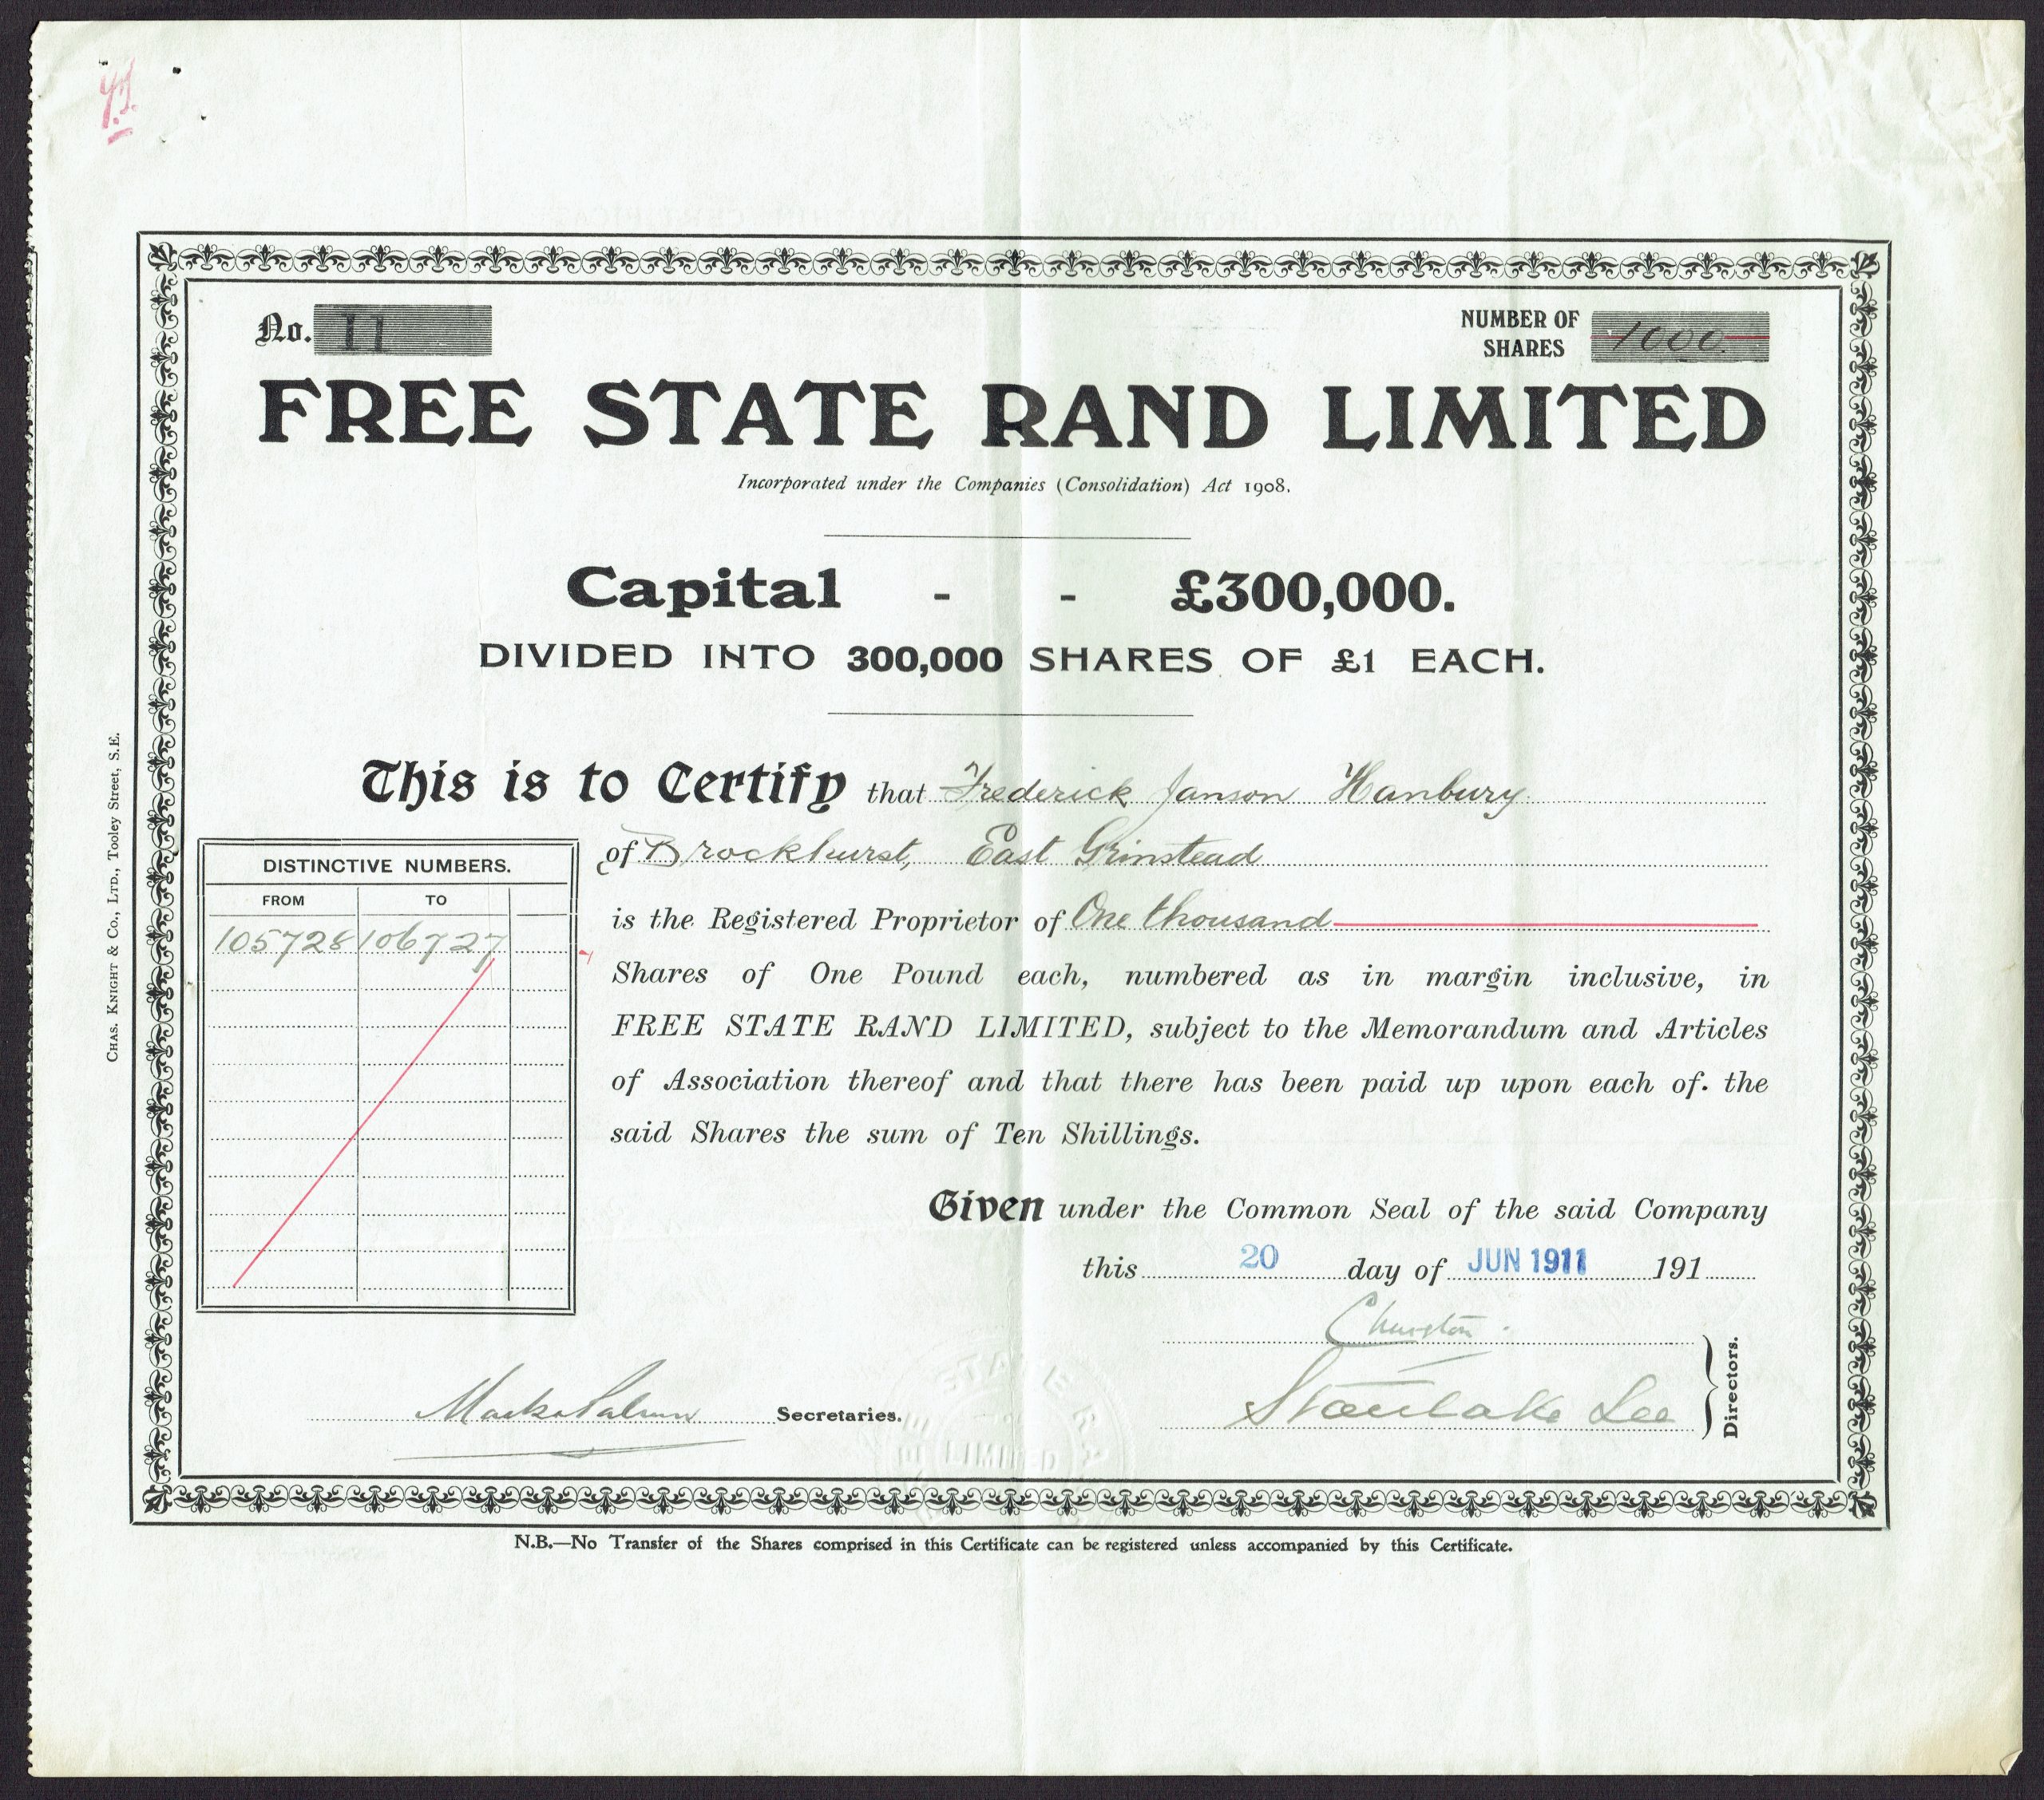 No. 11
NUMBER OF SHARES 1000
FREE STATE RAND LIMITED
Incorporated under the Companies (Consolidation) Act 1908.
Capital - - £300,000.
DIVIDED INTO 300,000 SHARES OF £1 EACH.
This is to Certify that Frederick Janson Hanbury
of Brockhurst, East Grinstead
is the Registered Proprietor of One thousand
Shares of One Pound each, numbered as in margin inclusive, in
FREE STATE RAND LIMITED, subject to the Memorandum and Articles
of Association thereof and that there has been paid up upon each of the
said Shares the sum of Ten Shillings.
DISTINCTIVE NUMBERS.
FROM TO
105728 106727
Given under the Common Seal of the said Company
this 20 day of JUN 1911 191
Churston
Stanlake Lee
Directors.
Secretaries.
STATE RA
LIMITED
N.B.—No Transfer of the Shares comprised in this Certificate can be registered unless accompanied by this Certificate.
CHAS. KNIGHT & CO., LTD., Tooley Street, S.E.